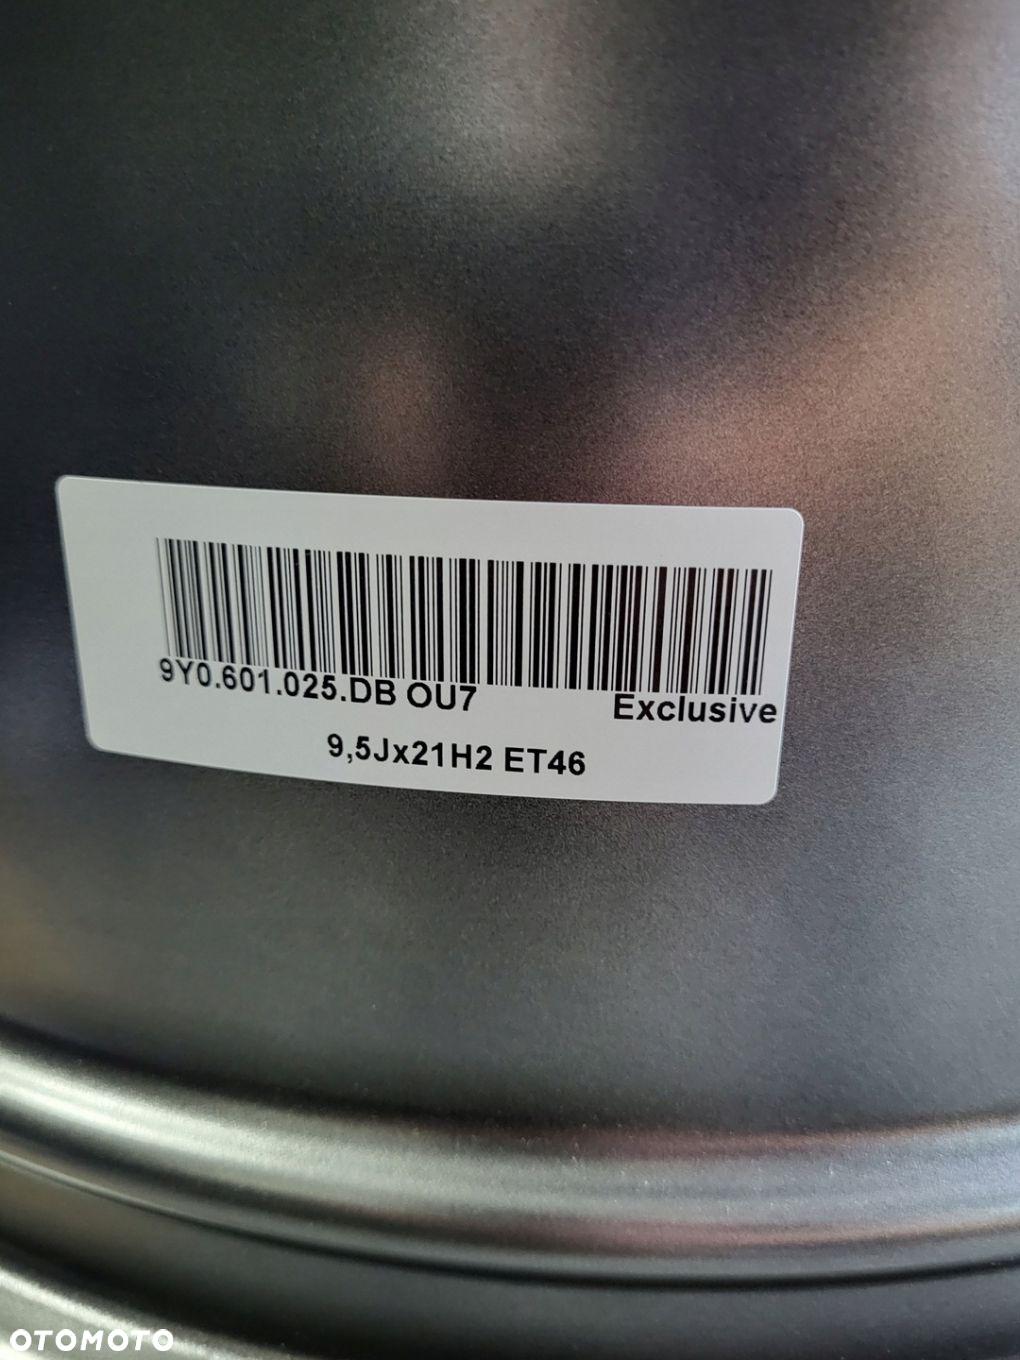 9Y0.601.025.DB OU7
Exclusive
9,5Jx21H2 ET46
OTOMOTO